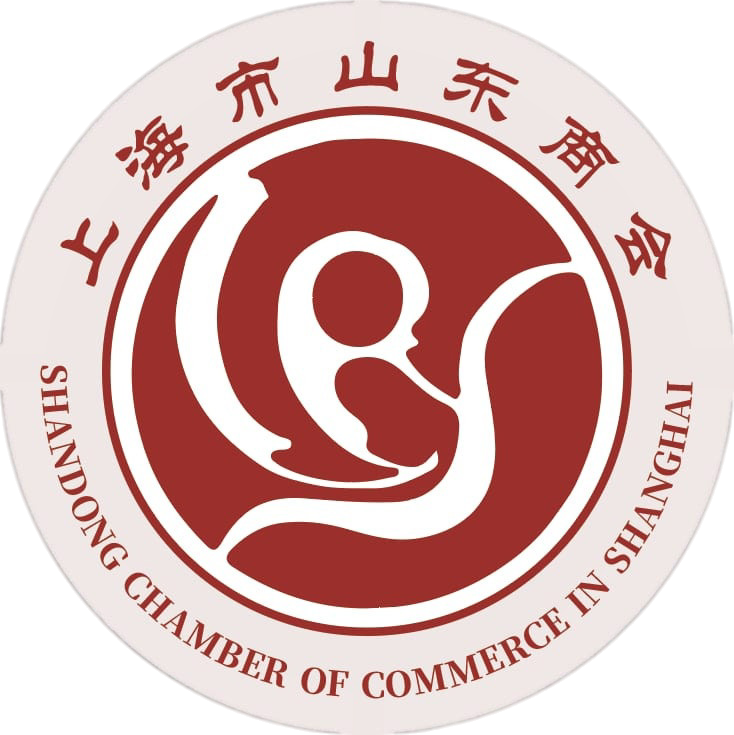 上海市山东商会
SHANDONG CHAMBER OF COMMERCE IN SHANGHAI